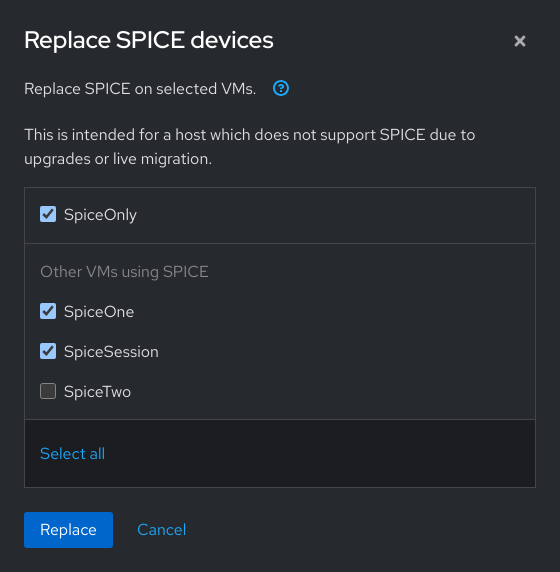 Replace SPICE devices
Replace SPICE on selected VMs.
This is intended for a host which does not support SPICE due to
upgrades or live migration.
SpiceOnly
Other VMs using SPICE
SpiceOne
SpiceSession
SpiceTwo
Select all
Replace
Cancel